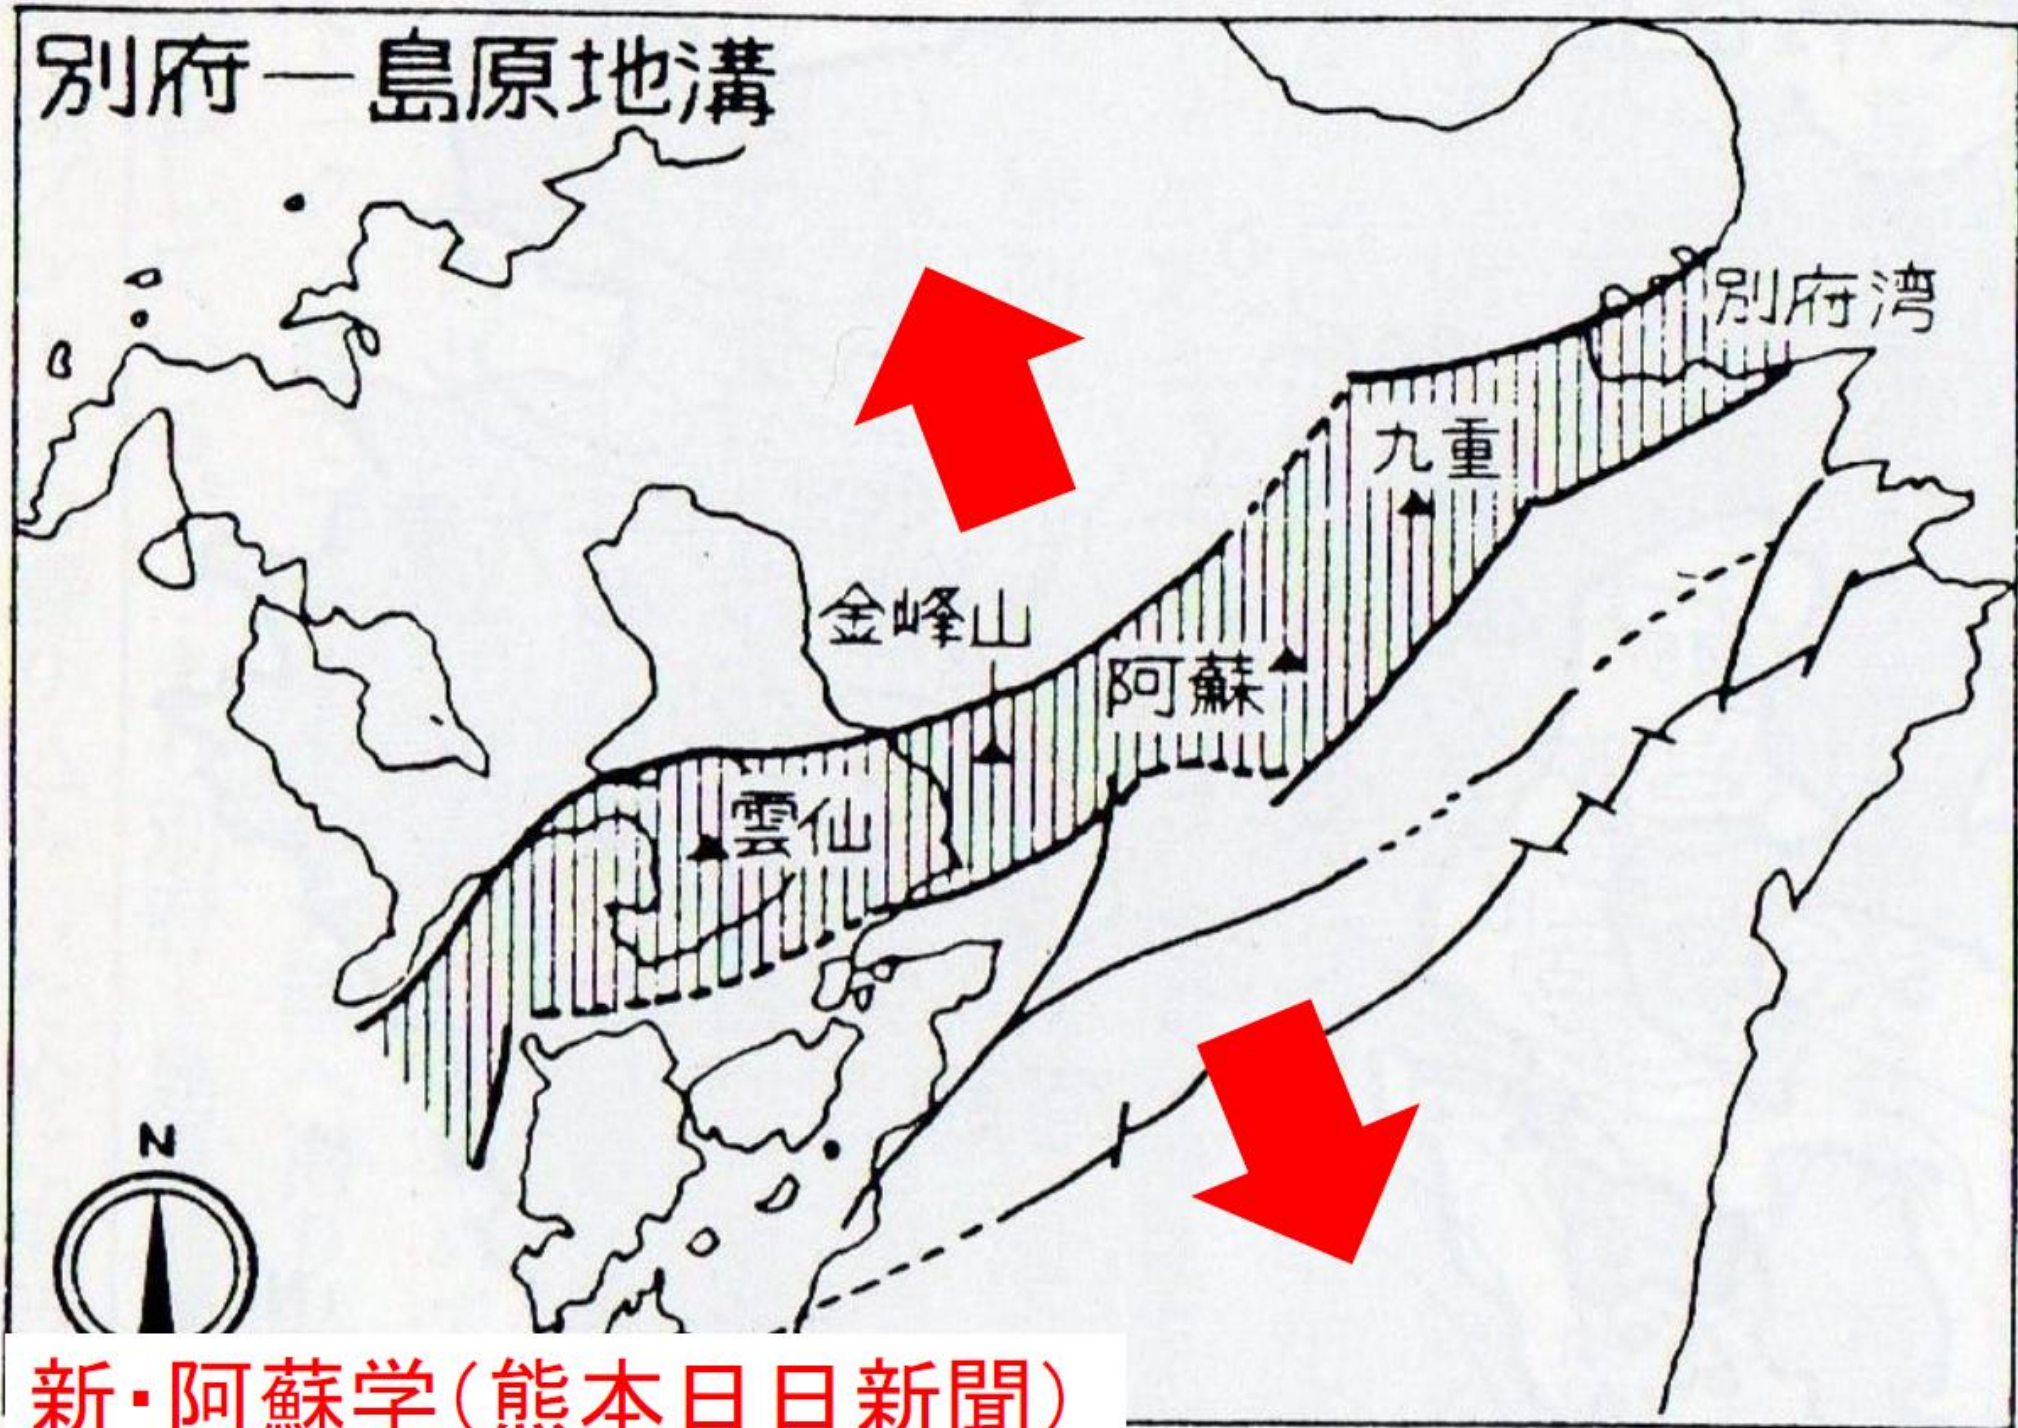 別府―島原地溝
別府湾
九重
金峰山
阿蘇
雲仙
N
新・阿蘇学(熊本日日新聞)